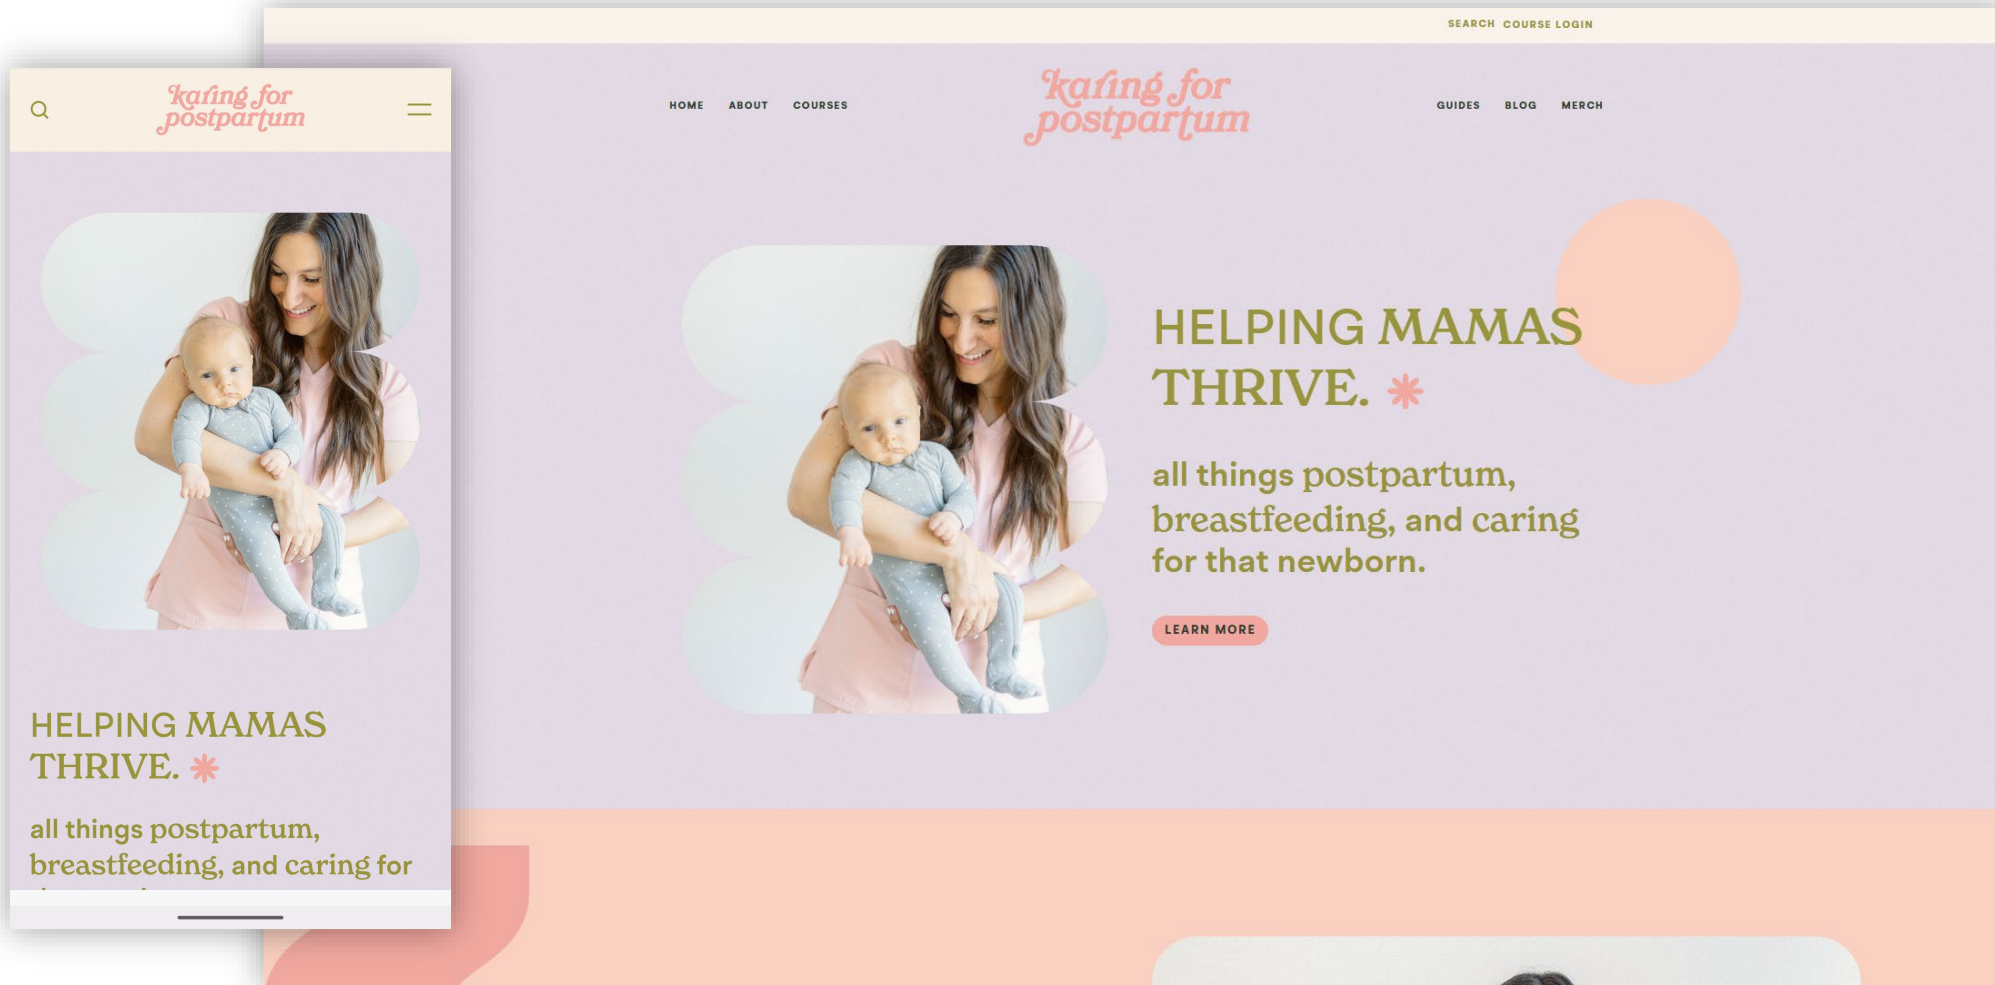 SEARCH COURSE LOGIN
HOME ABOUT COURSES
karing for
postpartum
GUIDES BLOG MERCH
HELPING MAMAS
THRIVE.
all things postpartum,
breastfeeding, and caring
for that newborn.
LEARN MORE
karing for
postpartum
HELPING MAMAS
THRIVE.
all things postpartum,
breastfeeding, and caring for